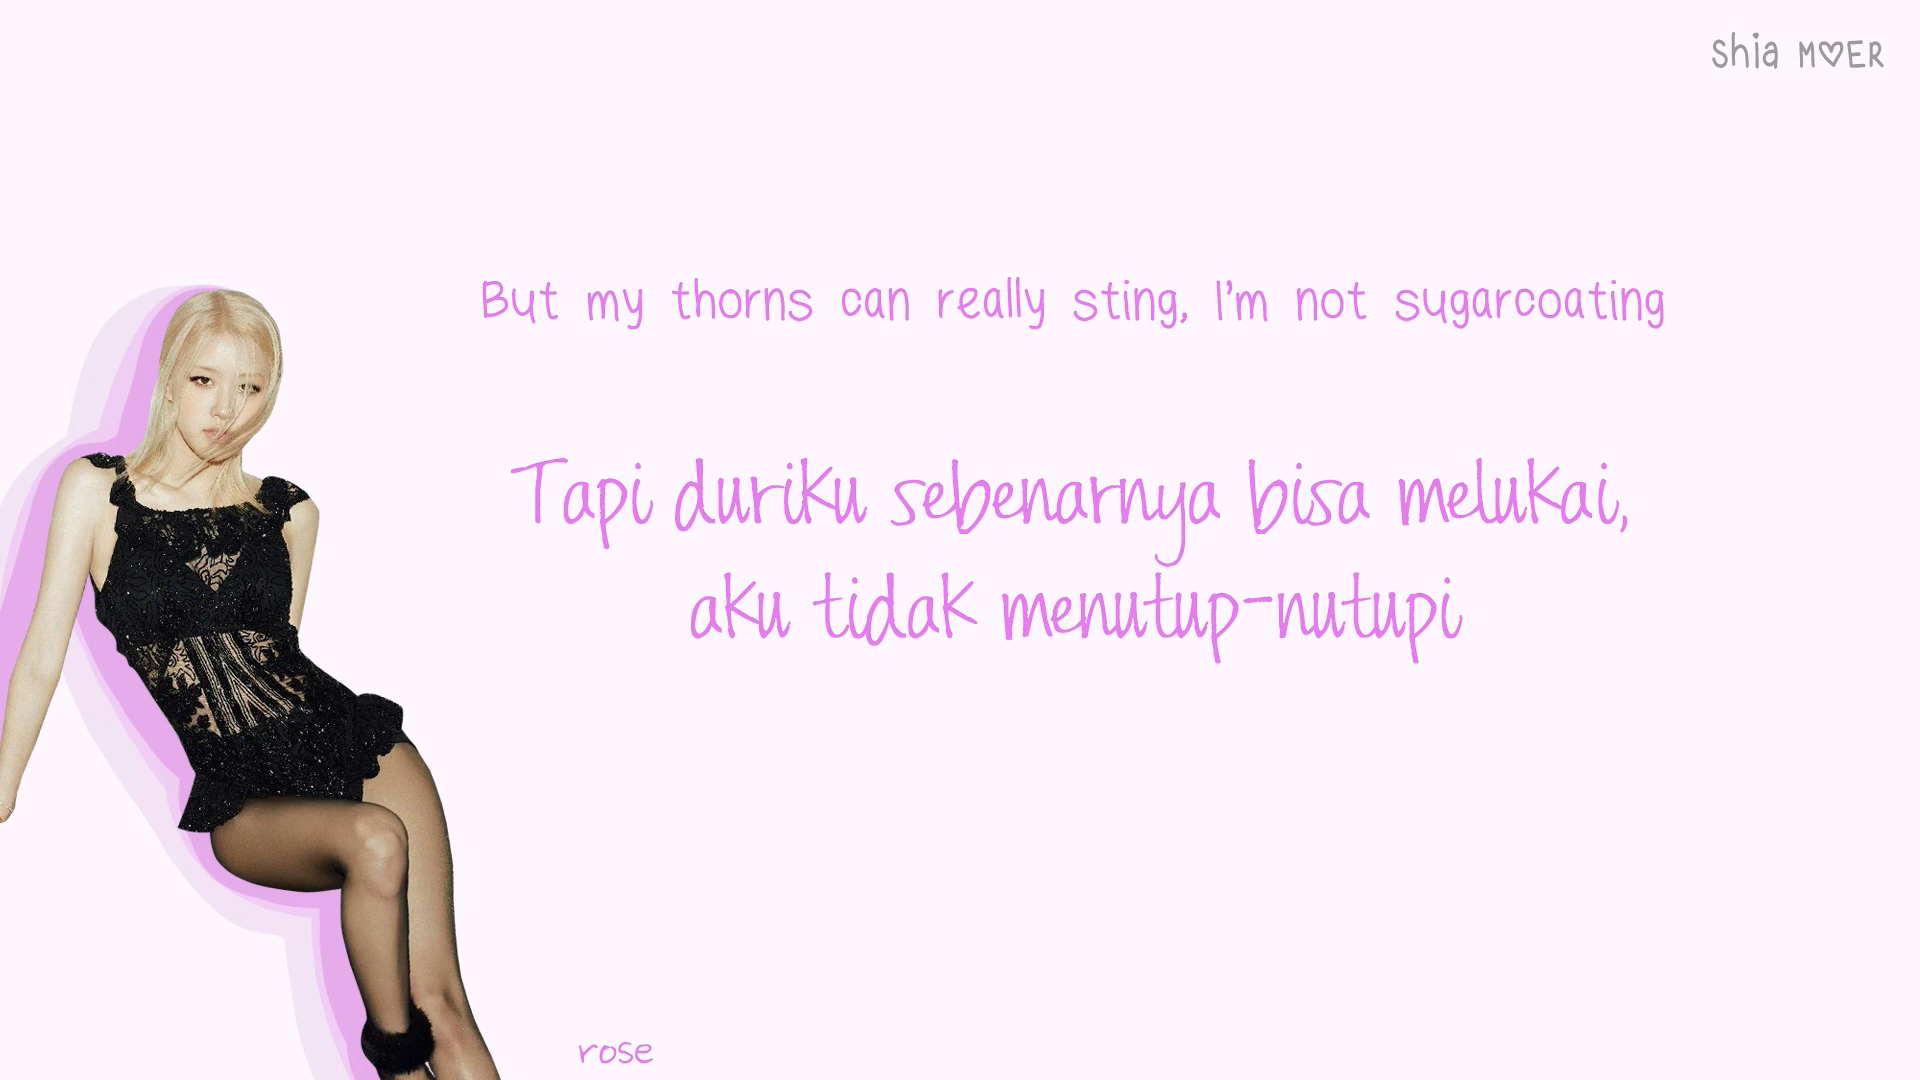 Shia M♡ER
But my thorns can really sting, I'm not sugarcoating
Tapi duriku sebenarnya bisa melukai,
aku tidak menutup-nutupi
rose